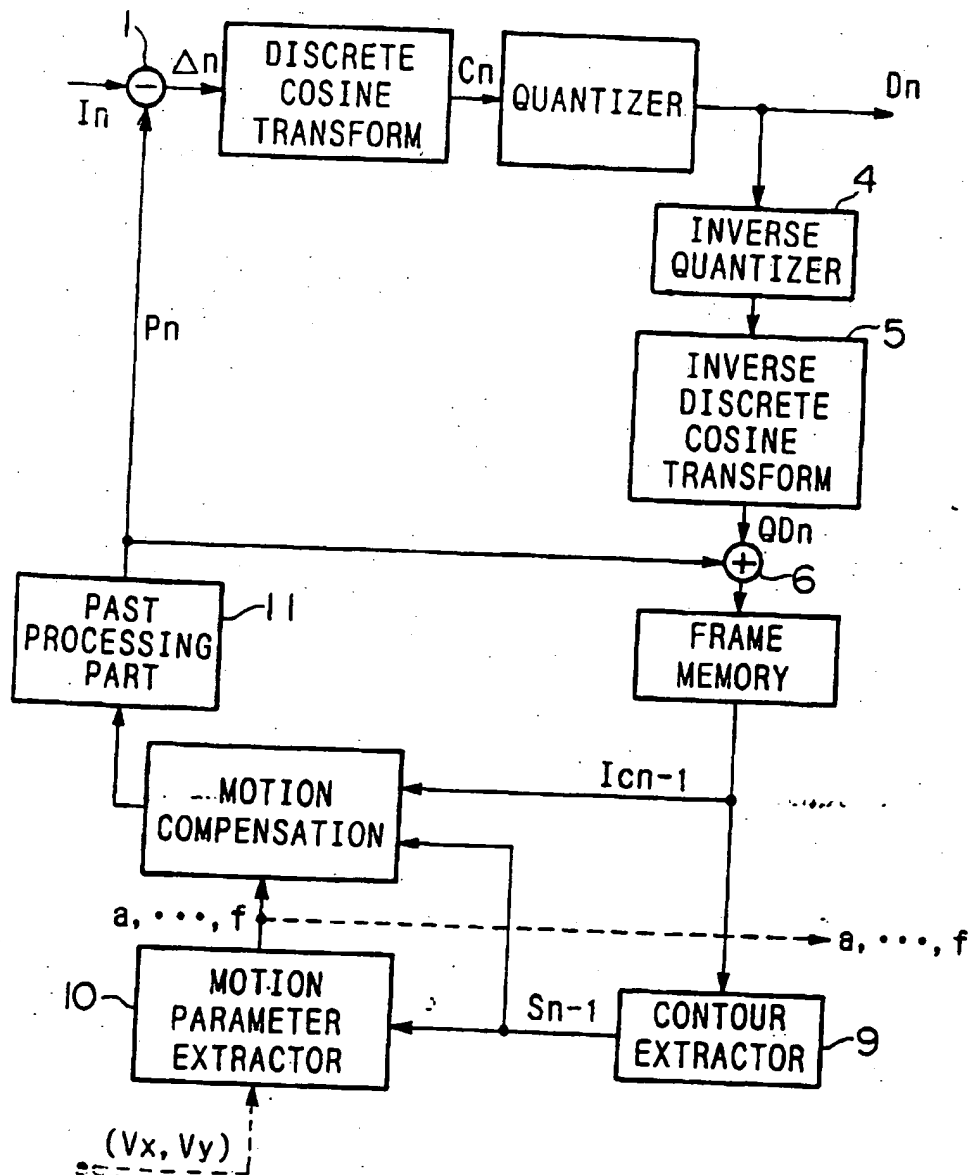 1
In
−
Δn
DISCRETE
COSINE
TRANSFORM
Cn
QUANTIZER
Dn
4
INVERSE
QUANTIZER
5
INVERSE
DISCRETE
COSINE
TRANSFORM
QDn
+
6
Pn
PAST
PROCESSING
PART
11
FRAME
MEMORY
MOTION
COMPENSATION
Icn-1
a, ···, f
a, ···, f
10
MOTION
PARAMETER
EXTRACTOR
Sn-1
CONTOUR
EXTRACTOR
9
(Vx, Vy)